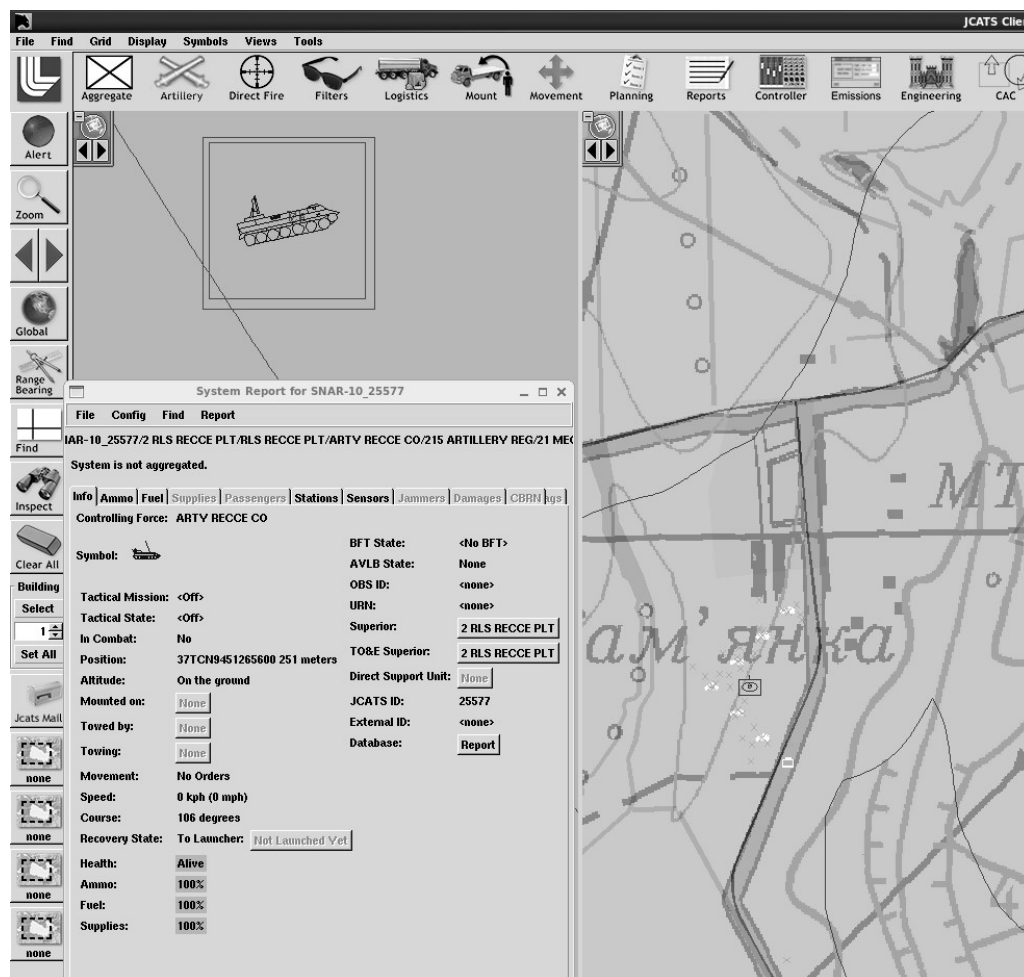 JCATS Clie
File Find Grid Display Symbols Views Tools
Aggregate Artillery Direct Fire Filters Logistics Mount Movement Planning Reports Controller Emissions Engineering CAC
Alert
Zoom
Global
Range
Bearing
Find
Inspect
Clear All
Building
Select
1
Set All
Jcats Mail
none
none
none
none
System Report for SNAR-10_25577
File Config Find Report
IAR-10_25577/2 RLS RECCE PLT/RLS RECCE PLT/ARTY RECCE CO/215 ARTILLERY REG/21 MEC
System is not aggregated.
Info Ammo Fuel Supplies Passengers Stations Sensors Jammers Damages CBRN ags
Controlling Force: ARTY RECCE CO
Symbol:
Tactical Mission: <Off>
Tactical State: <Off>
In Combat: No
Position: 37TCN9451265600 251 meters
Altitude: On the ground
Mounted on: None
Towed by: None
Towing: None
Movement: No Orders
Speed: 0 kph (0 mph)
Course: 106 degrees
Recovery State: To Launcher: Not Launched Yet
Health: Alive
Ammo: 100%
Fuel: 100%
Supplies: 100%
BFT State: <No BFT>
AVLB State: None
OBS ID: <none>
URN: <none>
Superior: 2 RLS RECCE PLT
TO&E Superior: 2 RLS RECCE PLT
Direct Support Unit: None
JCATS ID: 25577
External ID: <none>
Database: Report
МТ
ам'янка
4